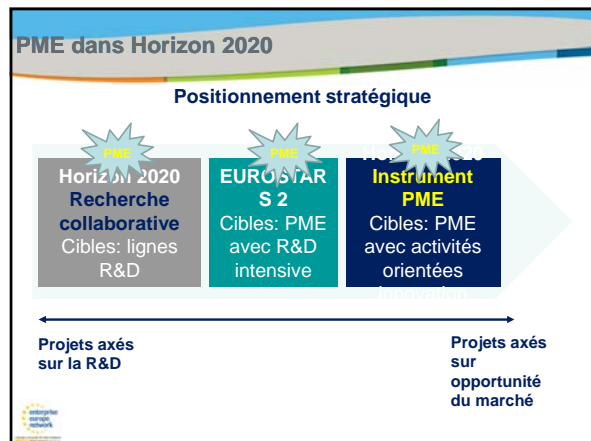 PME dans Horizon 2020
Positionnement stratégique
PME
Horizon 2020
Recherche
collaborative
Cibles: lignes
R&D
PME
EUROSTAR
S 2
Cibles: PME
avec R&D
intensive
PME
Instrument
PME
Cibles: PME
avec activités
orientées
Projets axés
sur la R&D
Projets axés
sur
opportunité
du marché
enterprise
europe
network